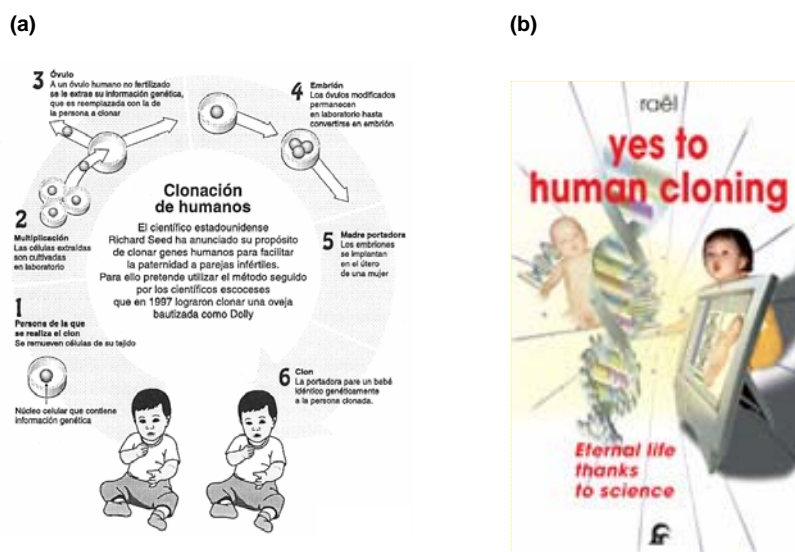 (a)
(b)
3 Óvulo
A un óvulo humano no fertilizado
se le extrae su información genética,
que es reemplazada con la de
la persona a clonar
4 Embrión
Los óvulos modificados
permanecen
en laboratorio hasta
convertirse en embrión
2
Multiplicación
Las células extraídas
son cultivadas
en laboratorio
Clonación
de humanos
El científico estadounidense
Richard Seed ha anunciado su propósito
de clonar genes humanos para facilitar
la paternidad a parejas infértiles.
Para ello pretende utilizar el método seguido
por los científicos escoceses
que en 1997 lograron clonar una oveja
bautizada como Dolly
5 Madre portadora
Los embriones
se implantan
en el útero
de una mujer
1
Persona de la que
se realiza el clon
Se remueven células de su tejido
Núcleo celular que contiene
información genética
6 Clon
La portadora pare un bebé
idéntico genéticamente
a la persona clonada.
raël
yes to
human cloning
Eternal life
thanks
to science